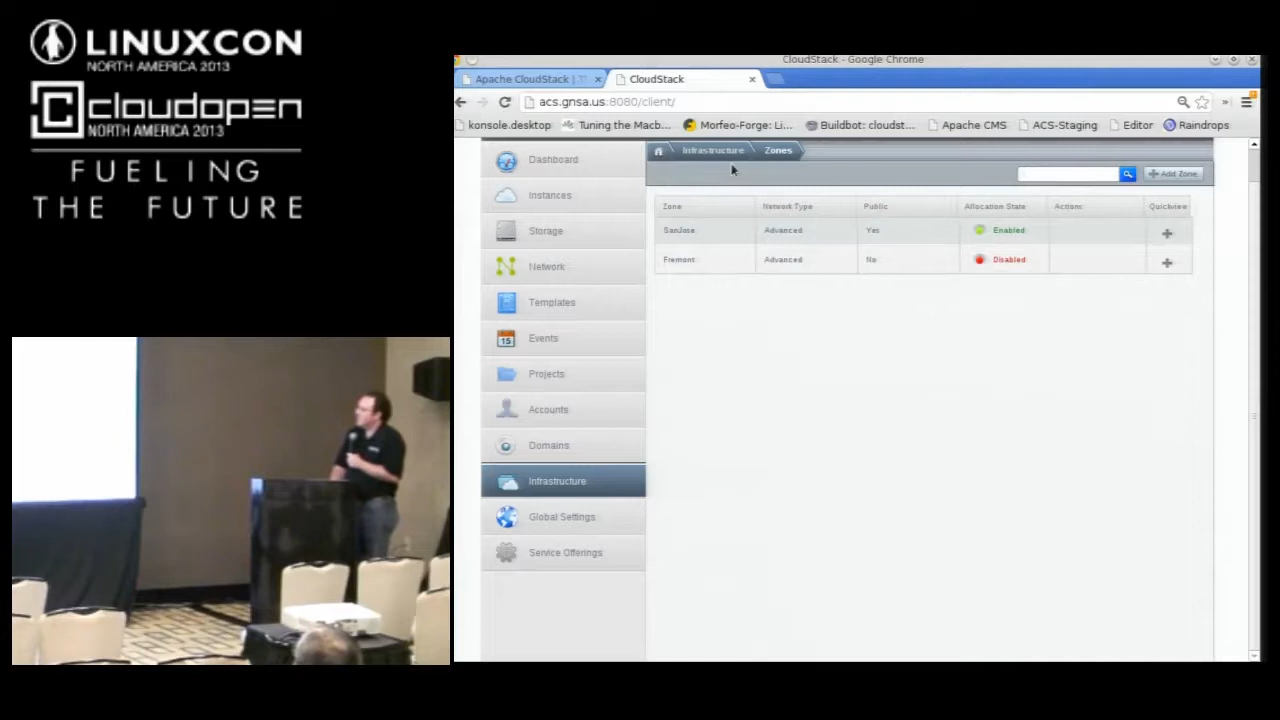 LINUXCON
NORTH AMERICA 2013
cloudopen
NORTH AMERICA 2013
FUELING
THE FUTURE
CloudStack - Google Chrome
Apache CloudStack |
CloudStack
acs.gnsa.us:8080/client/
konsole.desktop
Tuning the Macb...
Morfeo-Forge: Li...
Buildbot: cloudst...
Apache CMS
ACS-Staging
Editor
Raindrops
Infrastructure
Zones
Add Zone
Zone Network Type Public Allocation State Actions Quickview
SanJose Advanced Yes Enabled
Fremont Advanced No Disabled
Dashboard
Instances
Storage
Network
Templates
15
Events
Projects
Accounts
Domains
Infrastructure
Global Settings
Service Offerings